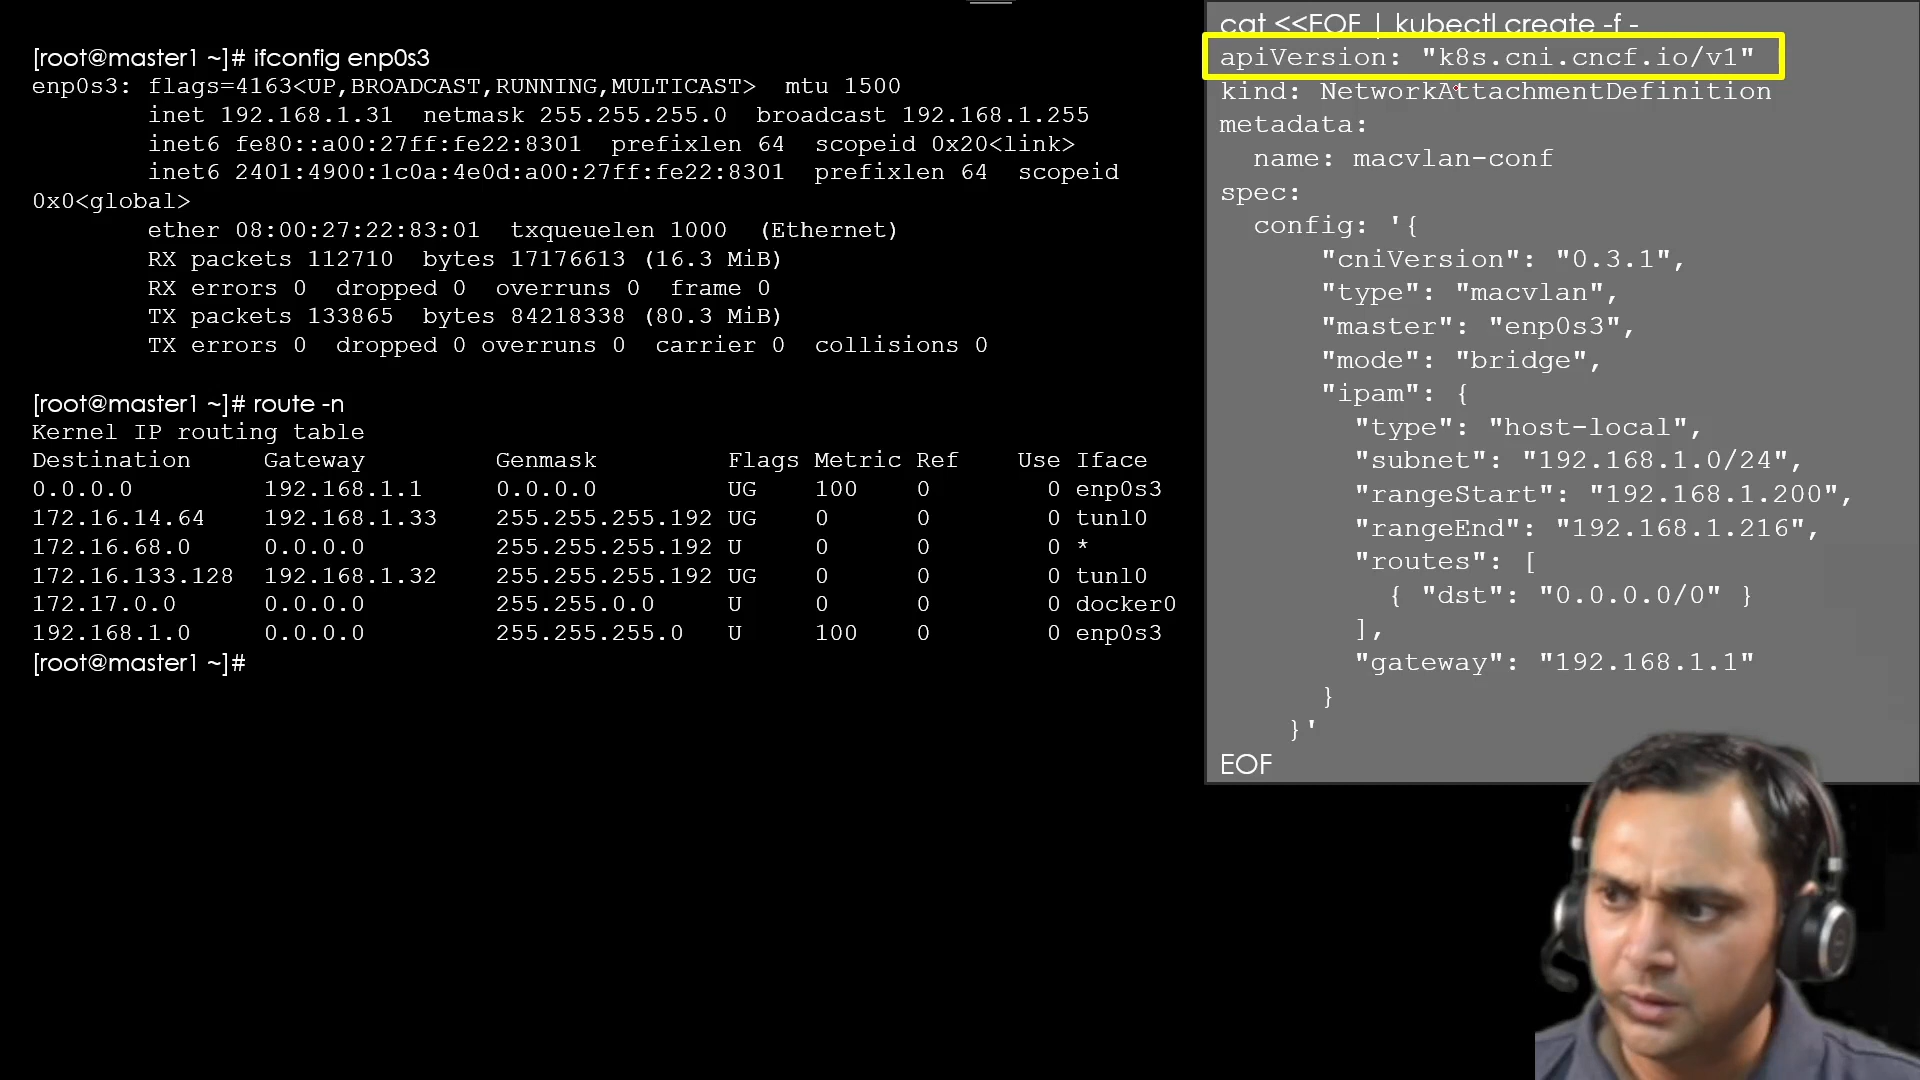 [root@master1 ~]# ifconfig enp0s3
enp0s3: flags=4163<UP,BROADCAST,RUNNING,MULTICAST>  mtu 1500
inet 192.168.1.31  netmask 255.255.255.0  broadcast 192.168.1.255
inet6 fe80::a00:27ff:fe22:8301  prefixlen 64  scopeid 0x20<link>
inet6 2401:4900:1c0a:4e0d:a00:27ff:fe22:8301  prefixlen 64  scopeid
0x0<global>
ether 08:00:27:22:83:01  txqueuelen 1000  (Ethernet)
RX packets 112710  bytes 17176613 (16.3 MiB)
RX errors 0  dropped 0  overruns 0  frame 0
TX packets 133865  bytes 84218338 (80.3 MiB)
TX errors 0  dropped 0 overruns 0  carrier 0  collisions 0
[root@master1 ~]# route -n
Kernel IP routing table
Destination     Gateway         Genmask         Flags Metric Ref    Use Iface
0.0.0.0         192.168.1.1     0.0.0.0         UG    100    0        0 enp0s3
172.16.14.64    192.168.1.33    255.255.255.192 UG    0      0        0 tunl0
172.16.68.0     0.0.0.0         255.255.255.192 U     0      0        0 *
172.16.133.128  192.168.1.32    255.255.255.192 UG    0      0        0 tunl0
172.17.0.0      0.0.0.0         255.255.0.0     U     0      0        0 docker0
192.168.1.0     0.0.0.0         255.255.255.0   U     100    0        0 enp0s3
[root@master1 ~]#
cat <<EOF | kubectl create -f -
apiVersion: "k8s.cni.cncf.io/v1"
kind: NetworkAttachmentDefinition
metadata:
name: macvlan-conf
spec:
config: '{
"cniVersion": "0.3.1",
"type": "macvlan",
"master": "enp0s3",
"mode": "bridge",
"ipam": {
"type": "host-local",
"subnet": "192.168.1.0/24",
"rangeStart": "192.168.1.200",
"rangeEnd": "192.168.1.216",
"routes": [
{ "dst": "0.0.0.0/0" }
],
"gateway": "192.168.1.1"
}
}'
EOF